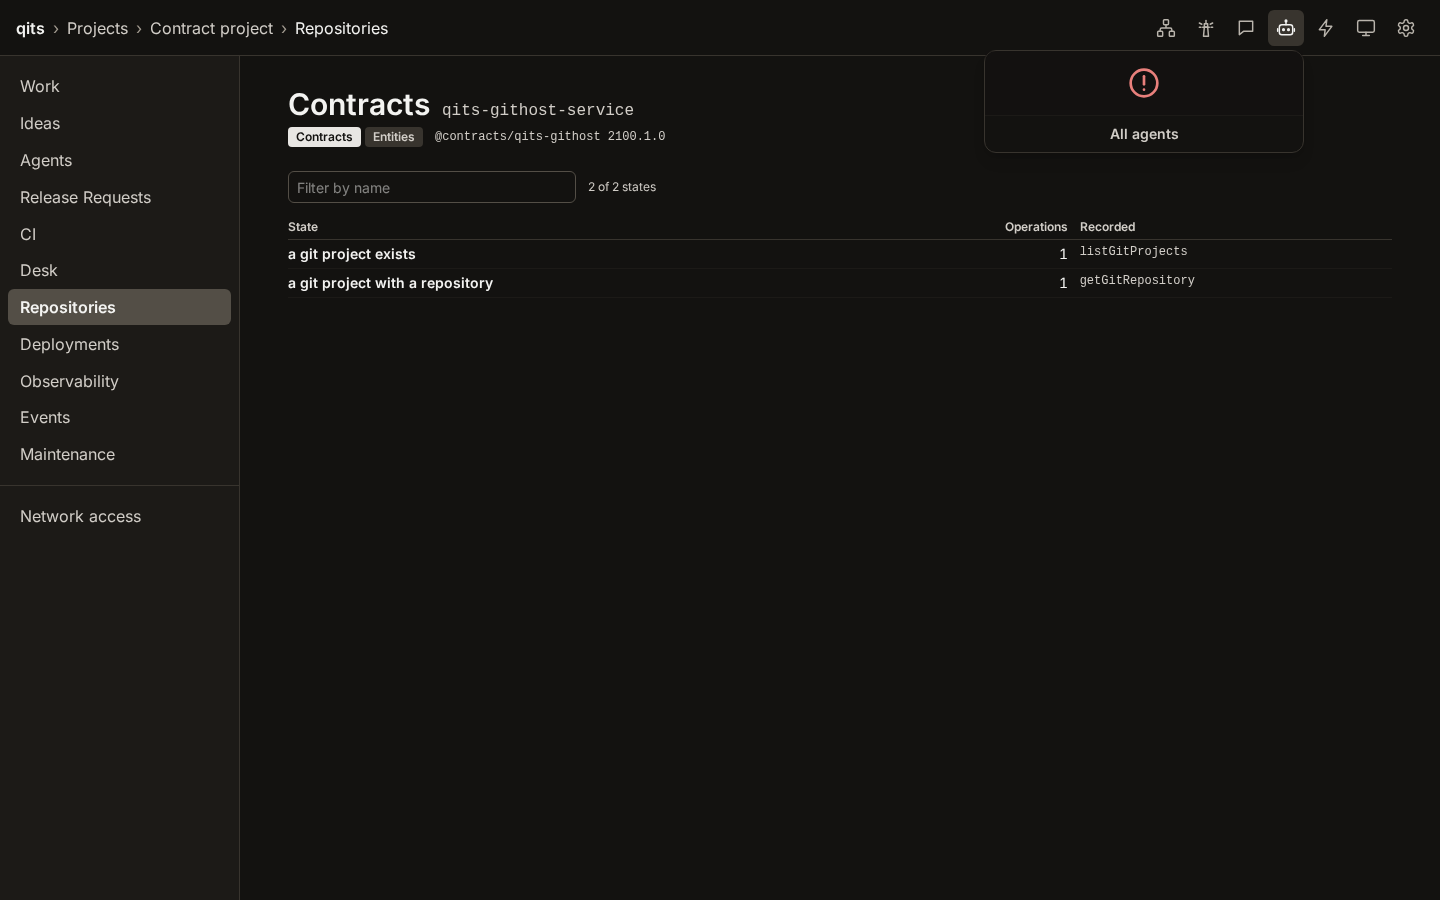 qits › Projects › Contract project › Repositories
All agents
Work
Ideas
Agents
Release Requests
CI
Desk
Repositories
Deployments
Observability
Events
Maintenance
Network access
Contracts qits-githost-service
Contracts Entities @contracts/qits-githost 2100.1.0
Filter by name 2 of 2 states
State Operations Recorded
a git project exists 1 listGitProjects
a git project with a repository 1 getGitRepository